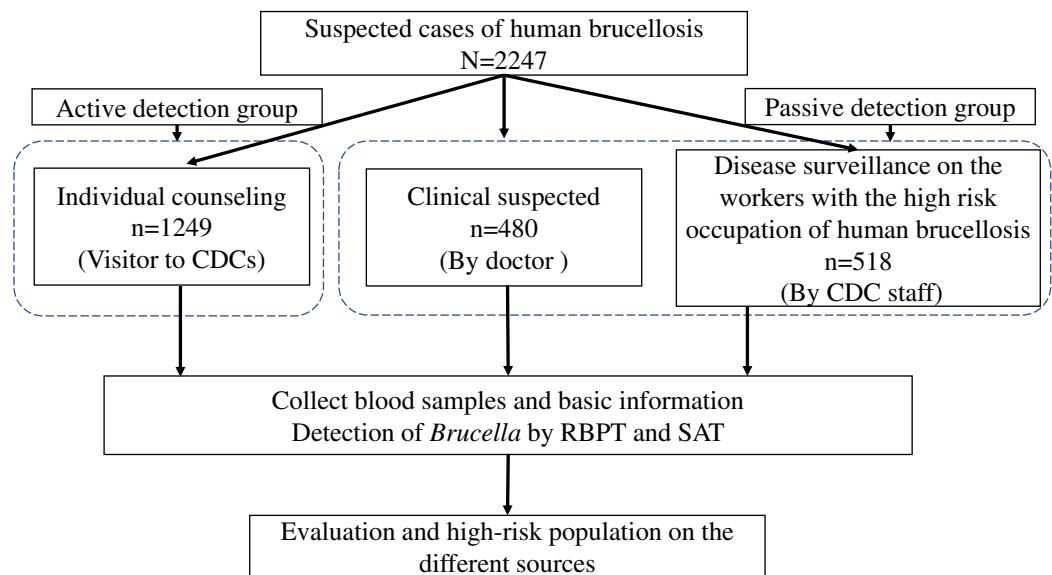 Suspected cases of human brucellosis
N=2247
Active detection group
Passive detection group
Individual counseling
n=1249
(Visitor to CDCs)
Clinical suspected
n=480
(By doctor )
Disease surveillance on the
workers with the high risk
occupation of human brucellosis
n=518
(By CDC staff)
Collect blood samples and basic information
Detection of Brucella by RBPT and SAT
Evaluation and high-risk population on the
different sources